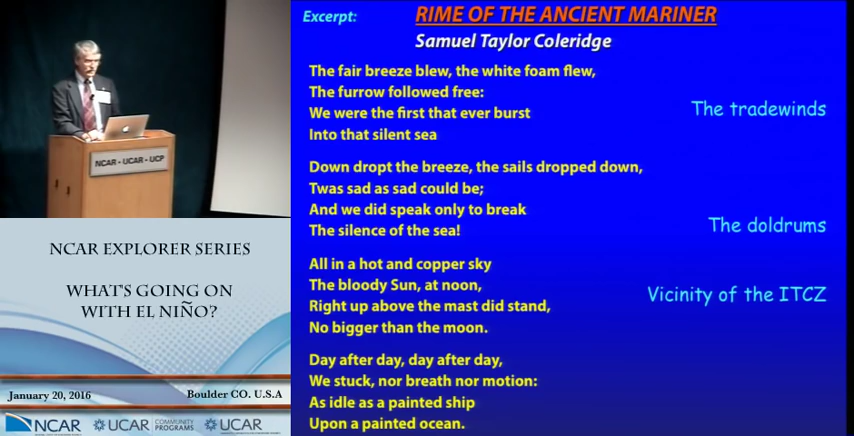 NCAR • UCAR • UCP
NCAR EXPLORER SERIES
WHAT'S GOING ON
WITH EL NIÑO?
January 20, 2016
Boulder CO. U.S.A
NCAR
UCAR
COMMUNITY
PROGRAMS
UCAR
Excerpt:
RIME OF THE ANCIENT MARINER
Samuel Taylor Coleridge
The fair breeze blew, the white foam flew,
The furrow followed free:
We were the first that ever burst
Into that silent sea
The tradewinds
Down dropt the breeze, the sails dropped down,
Twas sad as sad could be;
And we did speak only to break
The silence of the sea!
The doldrums
All in a hot and copper sky
The bloody Sun, at noon,
Right up above the mast did stand,
No bigger than the moon.
Vicinity of the ITCZ
Day after day, day after day,
We stuck, nor breath nor motion:
As idle as a painted ship
Upon a painted ocean.